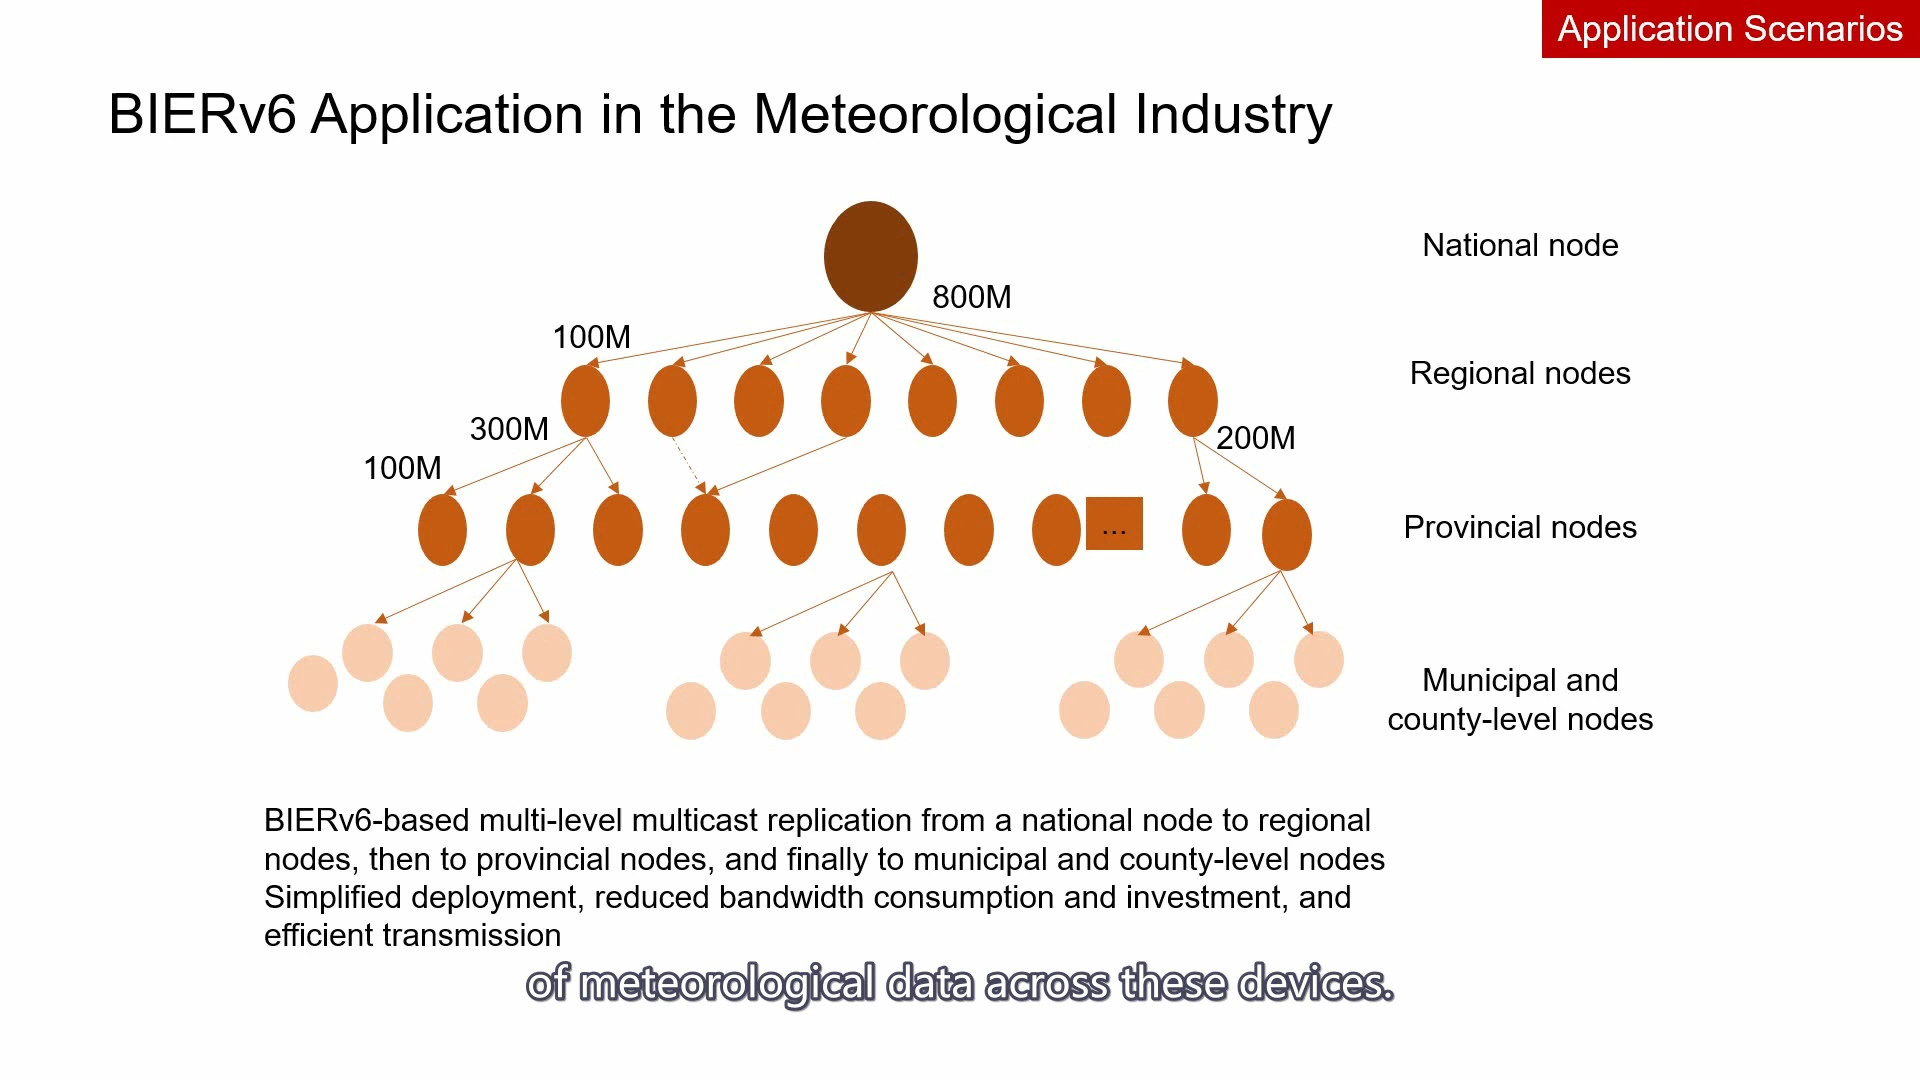 Application Scenarios
BIERv6 Application in the Meteorological Industry
National node
800M
100M
Regional nodes
300M
200M
100M
Provincial nodes
...
Municipal and
county-level nodes
BIERv6-based multi-level multicast replication from a national node to regional
nodes, then to provincial nodes, and finally to municipal and county-level nodes
Simplified deployment, reduced bandwidth consumption and investment, and
efficient transmission
of meteorological data across these devices.